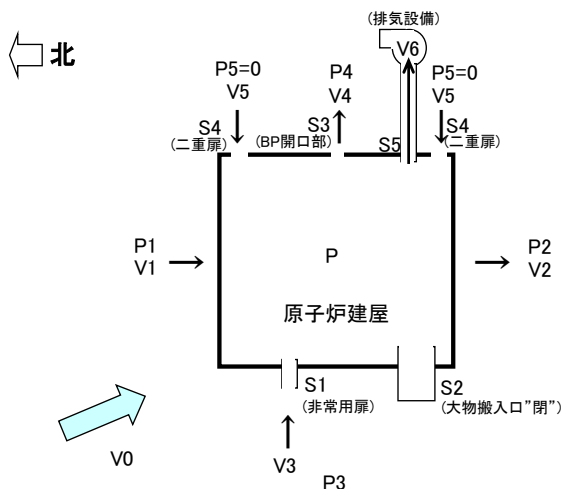 (排気設備)
北
V6
P5=0
V5
P4
V4
P5=0
V5
S4
(二重扉)
S3
(BP開口部)
S5
S4
(二重扉)
P1
V1
P
P2
V2
原子炉建屋
S1
(非常用扉)
S2
(大物搬入口”閉”)
V0
V3
P3